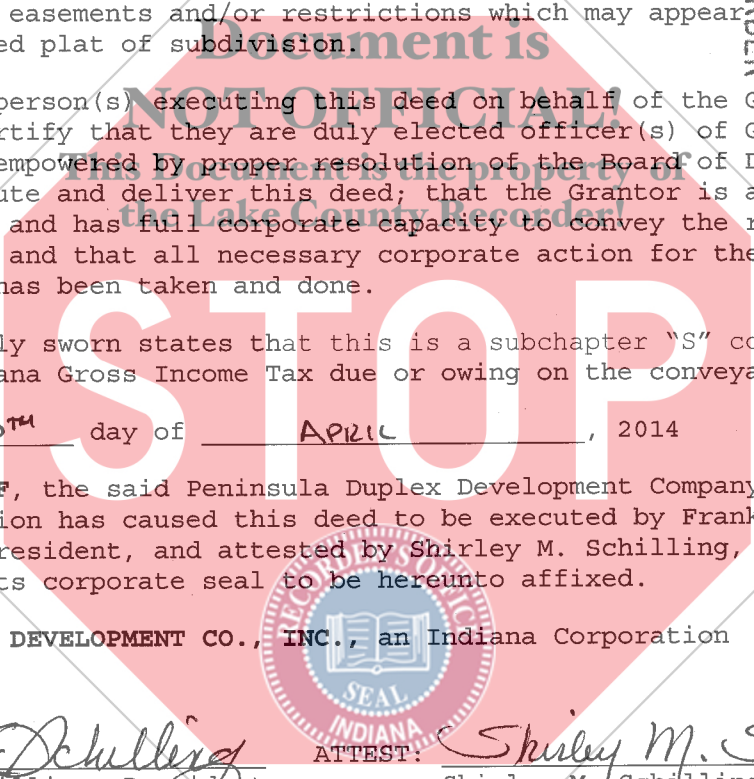 easements and/or restrictions which may appear
ed plat of subdivision.
Document is
NOT OFFICIAL!
This Document is the property of
the Lake County Recorder!
person(s) executing this deed on behalf of the G
rtify that they are duly elected officer(s) of G
empowered by proper resolution of the Board of D
ute and deliver this deed; that the Grantor is a
and has full corporate capacity to convey the r
and that all necessary corporate action for the
has been taken and done.
STOP
ly sworn states that this is a subchapter "S" co
ana Gross Income Tax due or owing on the conveya
TH day of APRIL, 2014
F, the said Peninsula Duplex Development Company
ion has caused this deed to be executed by Frank
resident, and attested by Shirley M. Schilling,
ts corporate seal to be hereunto affixed.
DEVELOPMENT CO., INC., an Indiana Corporation
RECORDER'S OFFIC
SEAL
INDIANA
Schilling ATTEST: Shirley M. S
Shirley M. Schilling